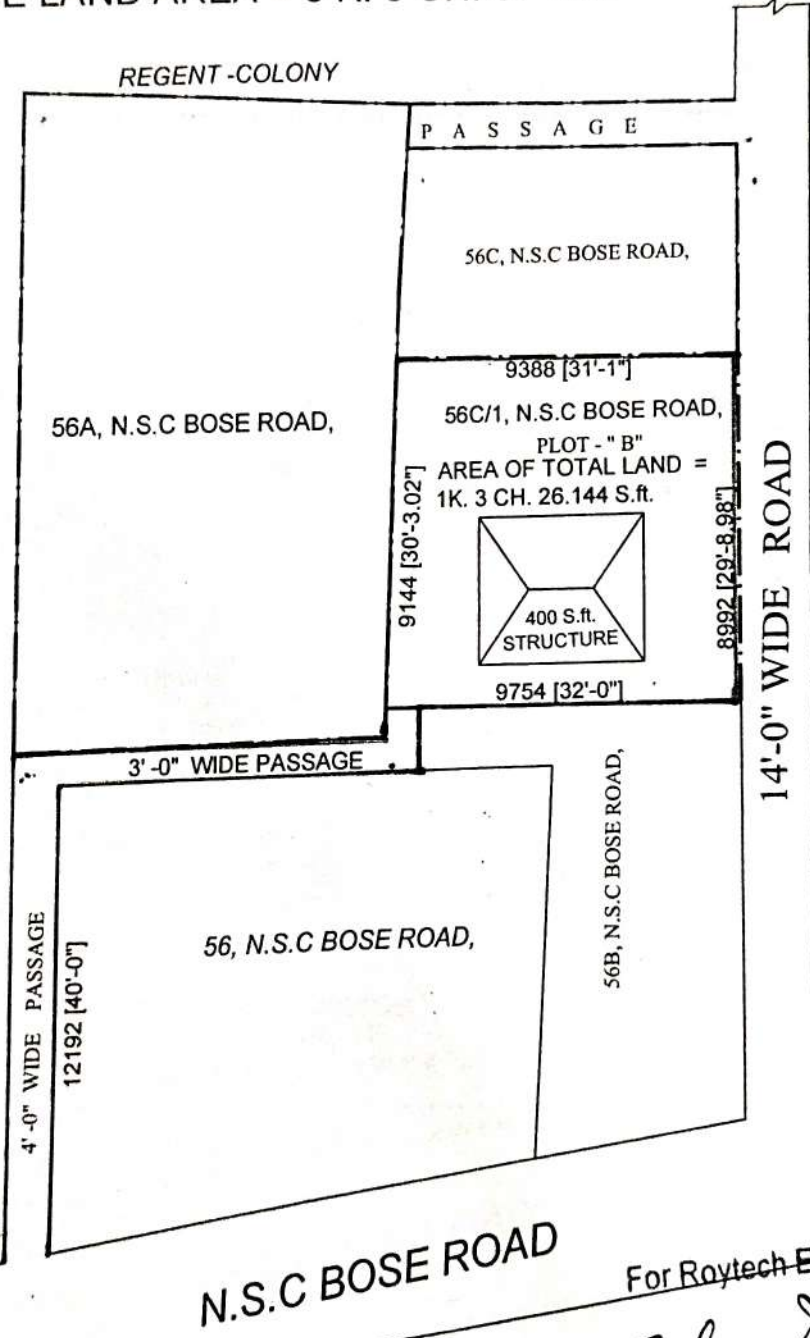 E LAND AREA
REGENT -COLONY
PASSAGE
56C, N.S.C BOSE ROAD,
9388 [31'-1"]
56A, N.S.C BOSE ROAD,
56C/1, N.S.C BOSE ROAD,
PLOT - " B"
AREA OF TOTAL LAND =
1K. 3 CH. 26.144 S.ft.
9144 [30'-3.02"]
8992 [29'-8.98"]
400 S.ft.
STRUCTURE
9754 [32'-0"]
14'-0" WIDE ROAD
3' -0" WIDE PASSAGE
56B, N.S.C BOSE ROAD,
56, N.S.C BOSE ROAD,
4' -0" WIDE PASSAGE
12192 [40'-0"]
N.S.C BOSE ROAD
For Roytech E